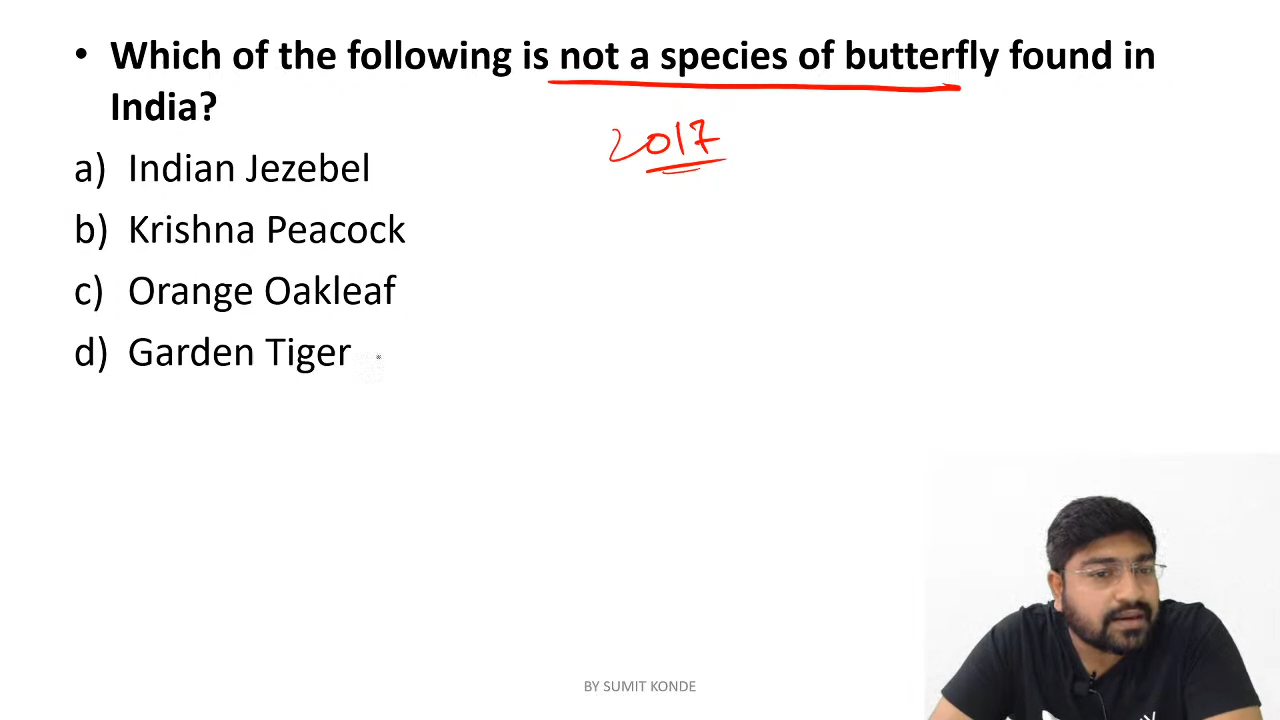 • Which of the following is not a species of butterfly found in
India?
2017
a) Indian Jezebel
b) Krishna Peacock
c) Orange Oakleaf
d) Garden Tiger
BY SUMIT KONDE